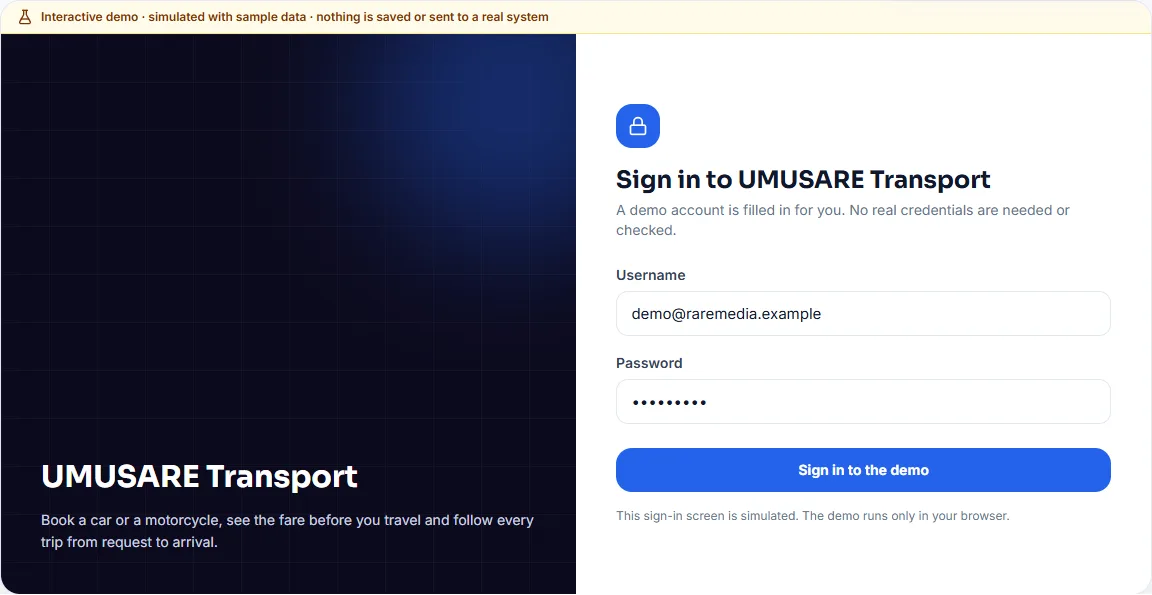 Interactive demo · simulated with sample data · nothing is saved or sent to a real system
UMUSARE Transport
Book a car or a motorcycle, see the fare before you travel and follow every
trip from request to arrival.
Sign in to UMUSARE Transport
A demo account is filled in for you. No real credentials are needed or
checked.
Username
demo@raremedia.example
Password
•••••••••
Sign in to the demo
This sign-in screen is simulated. The demo runs only in your browser.